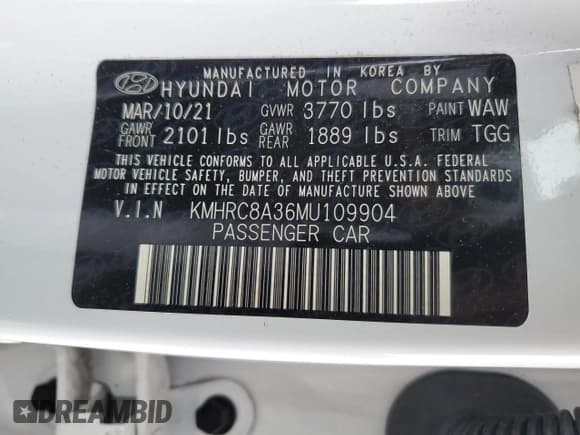 MANUFACTURED IN KOREA BY
HYUNDAI MOTOR COMPANY
MAR/10/21 GVWR 3770 lbs PAINT WAW
GAWR FRONT 2101 lbs GAWR REAR 1889 lbs TRIM TGG
THIS VEHICLE CONFORMS TO ALL APPLICABLE U.S.A. FEDERAL
MOTOR VEHICLE SAFETY, BUMPER, AND THEFT PREVENTION STANDARDS
IN EFFECT ON THE DATE OF MANUFACTURE SHOWN ABOVE.
V.I.N KMHRC8A36MU109904
PASSENGER CAR
DREAMBID